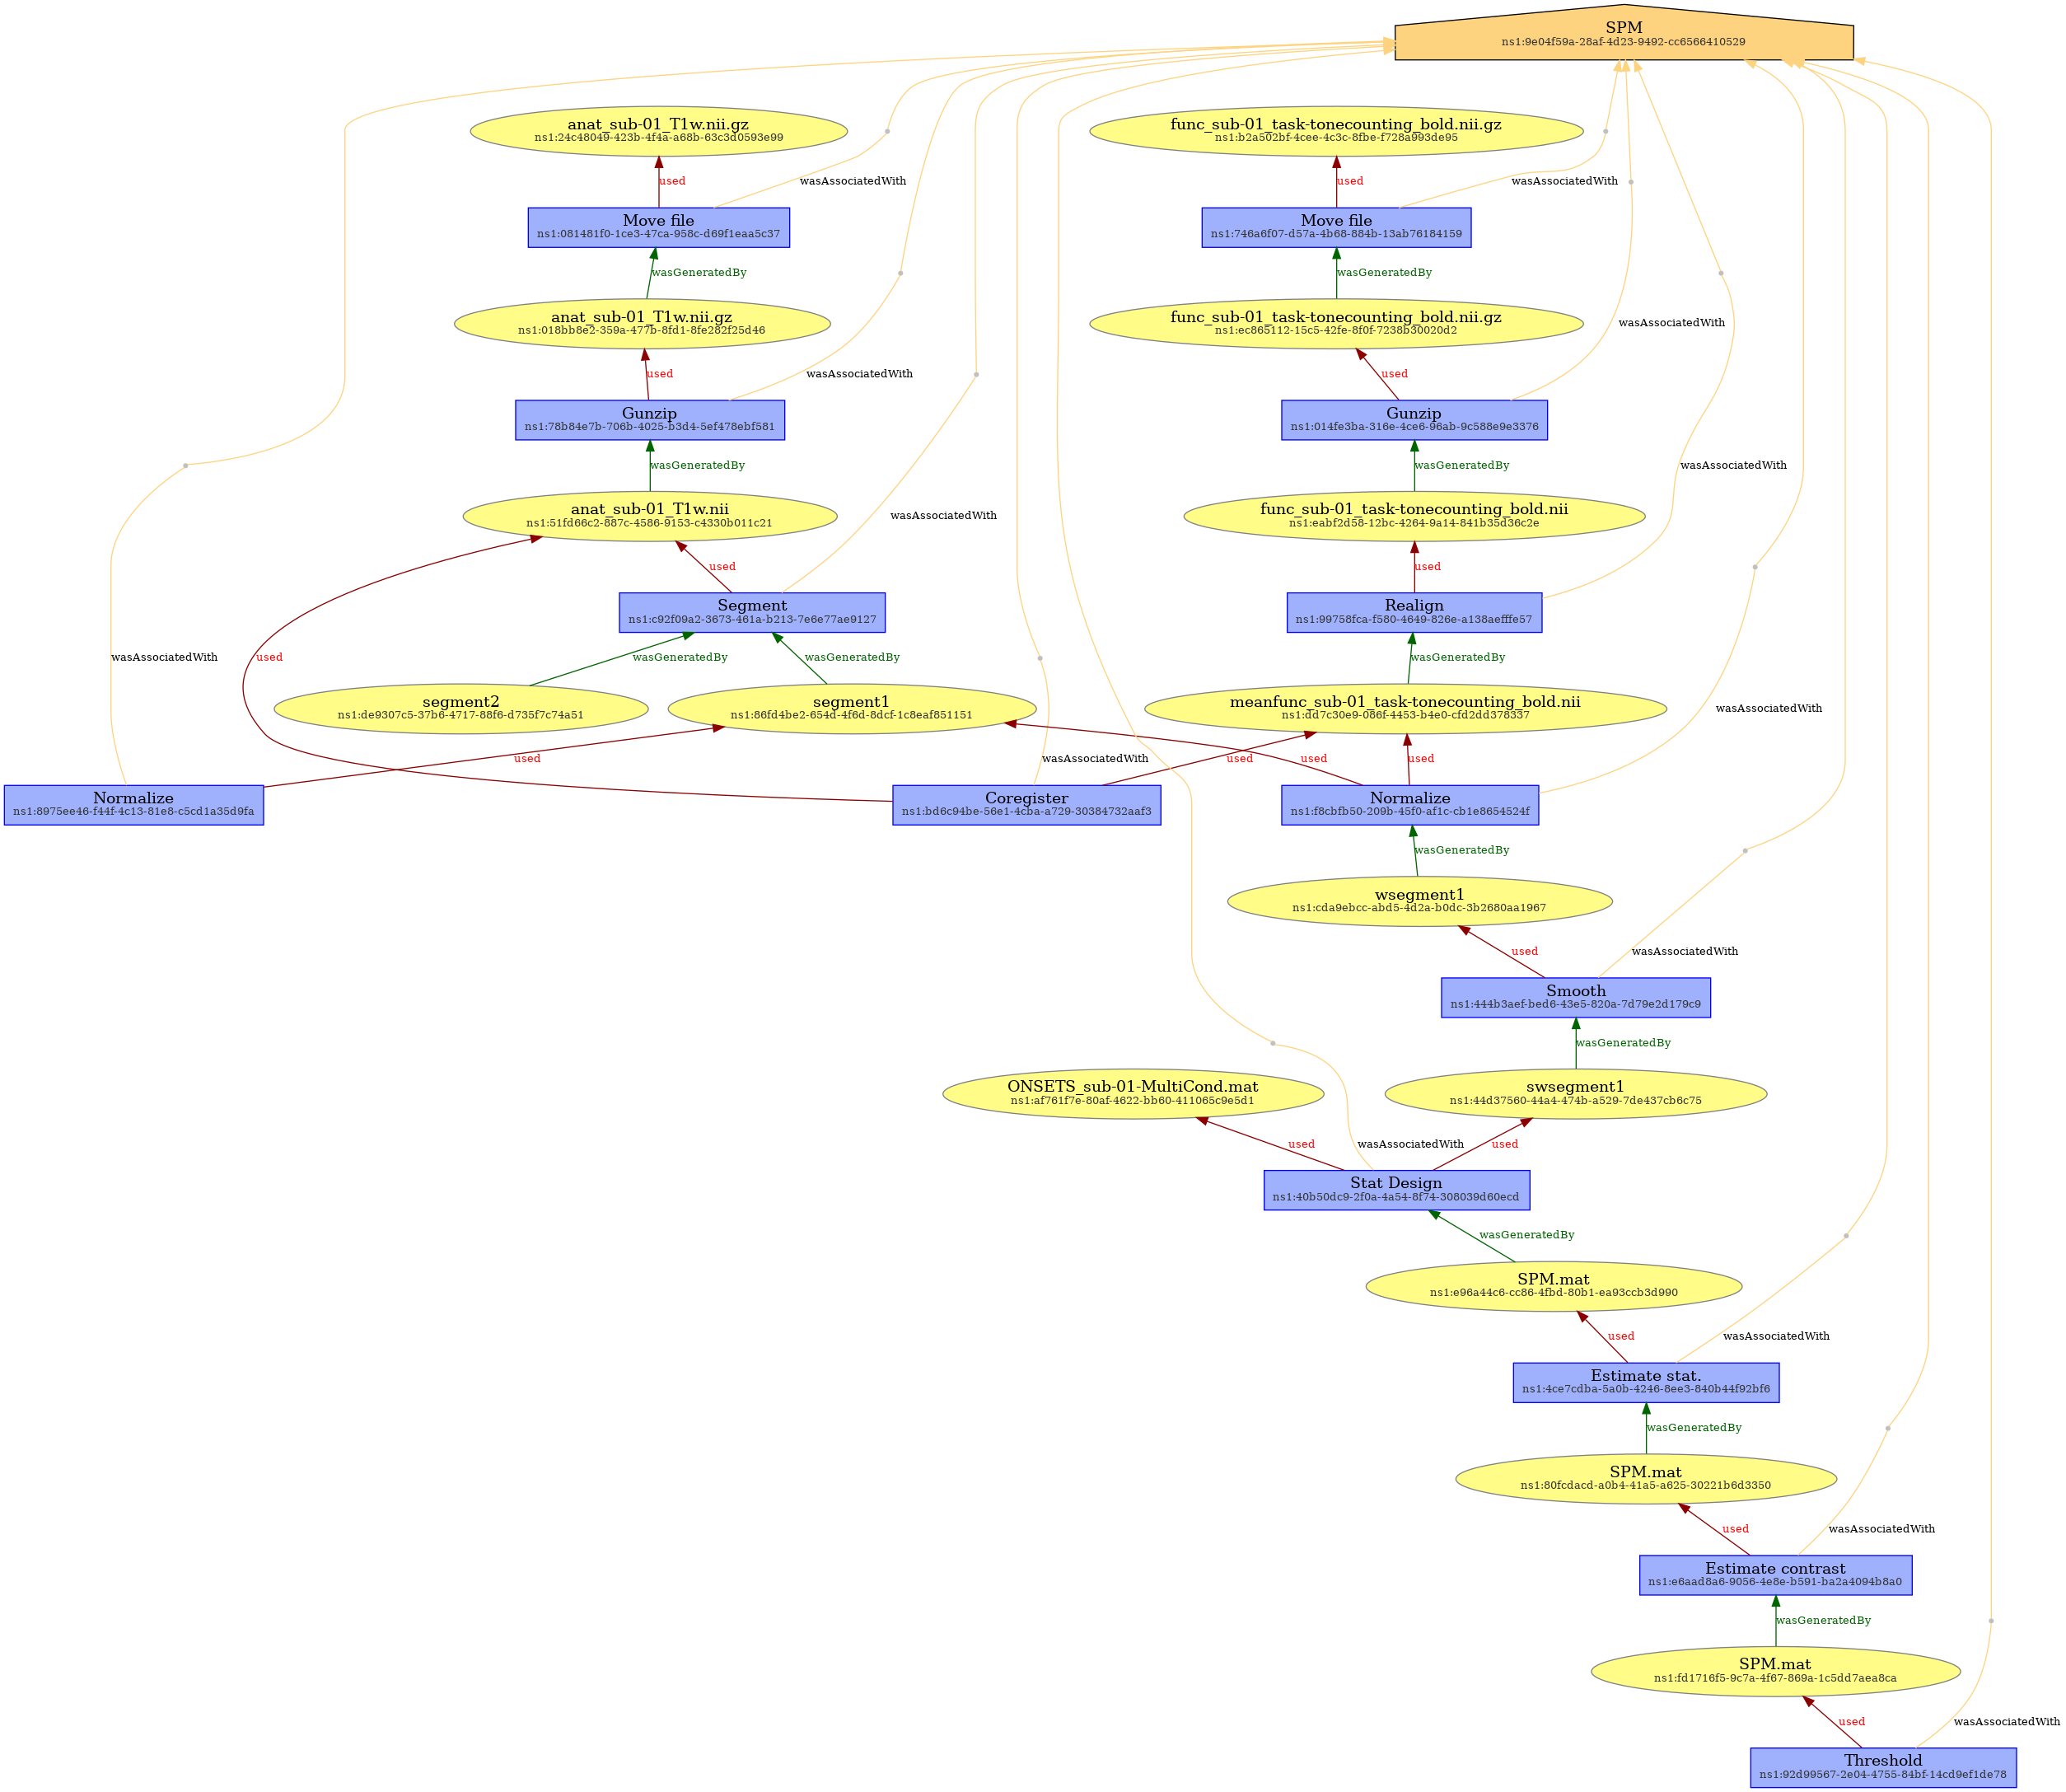 SPM
ns1:9e04f59a-28af-4d23-9492-cc6566410529
anat_sub-01_T1w.nii.gz
ns1:24c48049-423b-4f4a-a68b-63c3d0593e99
func_sub-01_task-tonecounting_bold.nii.gz
ns1:b2a502bf-4cee-4c3c-8fbe-f728a993de95
used
wasAssociatedWith
used
wasAssociatedWith
Move file
ns1:081481f0-1ce3-47ca-958c-d69f1eaa5c37
Move file
ns1:746a6f07-d57a-4b68-884b-13ab76184159
wasGeneratedBy
wasGeneratedBy
anat_sub-01_T1w.nii.gz
ns1:018bb8e2-359a-477b-8fd1-8fe282f25d46
func_sub-01_task-tonecounting_bold.nii.gz
ns1:ec865112-15c5-42fe-8f0f-7238b30020d2
wasAssociatedWith
used
wasAssociatedWith
used
Gunzip
ns1:78b84e7b-706b-4025-b3d4-5ef478ebf581
Gunzip
ns1:014fe3ba-316e-4ce6-96ab-9c588e9e3376
wasGeneratedBy
wasGeneratedBy
wasAssociatedWith
anat_sub-01_T1w.nii
ns1:51fd66c2-887c-4586-9153-c4330b011c21
wasAssociatedWith
func_sub-01_task-tonecounting_bold.nii
ns1:eabf2d58-12bc-4264-9a14-841b35d36c2e
used
used
Segment
ns1:c92f09a2-3673-461a-b213-7e6e77ae9127
Realign
ns1:99758fca-f580-4649-826e-a138aefffe57
wasAssociatedWith
used
wasGeneratedBy
wasGeneratedBy
wasGeneratedBy
segment2
ns1:de9307c5-37b6-4717-88f6-d735f7c74a51
segment1
ns1:86fd4be2-654d-4f6d-8dcf-1c8eaf851151
meanfunc_sub-01_task-tonecounting_bold.nii
ns1:dd7c30e9-086f-4453-b4e0-cfd2dd378337
wasAssociatedWith
used
wasAssociatedWith
used
used
used
Normalize
ns1:8975ee46-f44f-4c13-81e8-c5cd1a35d9fa
Coregister
ns1:bd6c94be-56e1-4cba-a729-30384732aaf3
Normalize
ns1:f8cbfb50-209b-45f0-af1c-cb1e8654524f
wasGeneratedBy
wsegment1
ns1:cda9ebcc-abd5-4d2a-b0dc-3b2680aa1967
used
wasAssociatedWith
Smooth
ns1:444b3aef-bed6-43e5-820a-7d79e2d179c9
wasGeneratedBy
ONSETS_sub-01-MultiCond.mat
ns1:af761f7e-80af-4622-bb60-411065c9e5d1
swsegment1
ns1:44d37560-44a4-474b-a529-7de437cb6c75
used
wasAssociatedWith
used
Stat Design
ns1:40b50dc9-2f0a-4a54-8f74-308039d60ecd
wasGeneratedBy
SPM.mat
ns1:e96a44c6-cc86-4fbd-80b1-ea93ccb3d990
used
wasAssociatedWith
Estimate stat.
ns1:4ce7cdba-5a0b-4246-8ee3-840b44f92bf6
wasGeneratedBy
SPM.mat
ns1:80fcdacd-a0b4-41a5-a625-30221b6d3350
used
wasAssociatedWith
Estimate contrast
ns1:e6aad8a6-9056-4e8e-b591-ba2a4094b8a0
wasGeneratedBy
SPM.mat
ns1:fd1716f5-9c7a-4f67-869a-1c5dd7aea8ca
used
wasAssociatedWith
Threshold
ns1:92d99567-2e04-4755-84bf-14cd9ef1de78